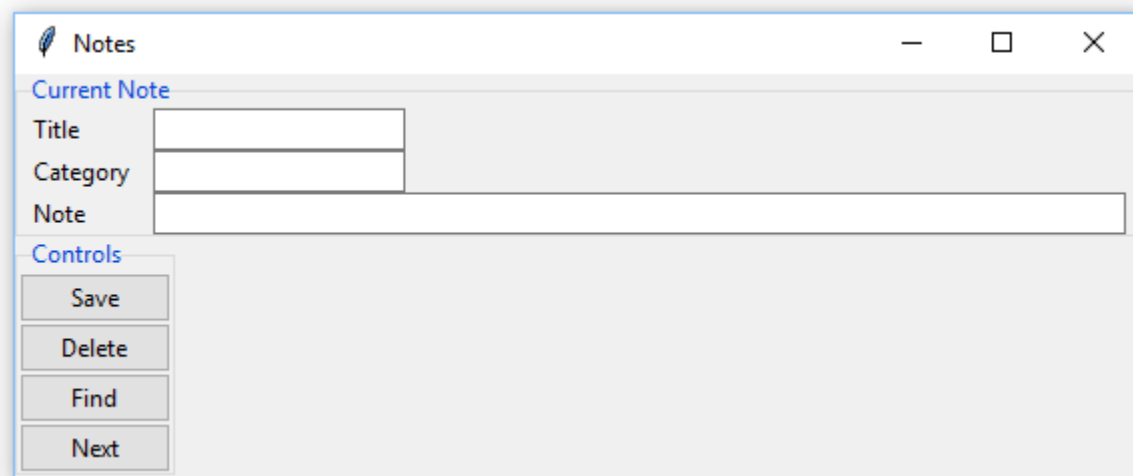 Notes
Current Note
Title
Category
Note
Controls
Save
Delete
Find
Next